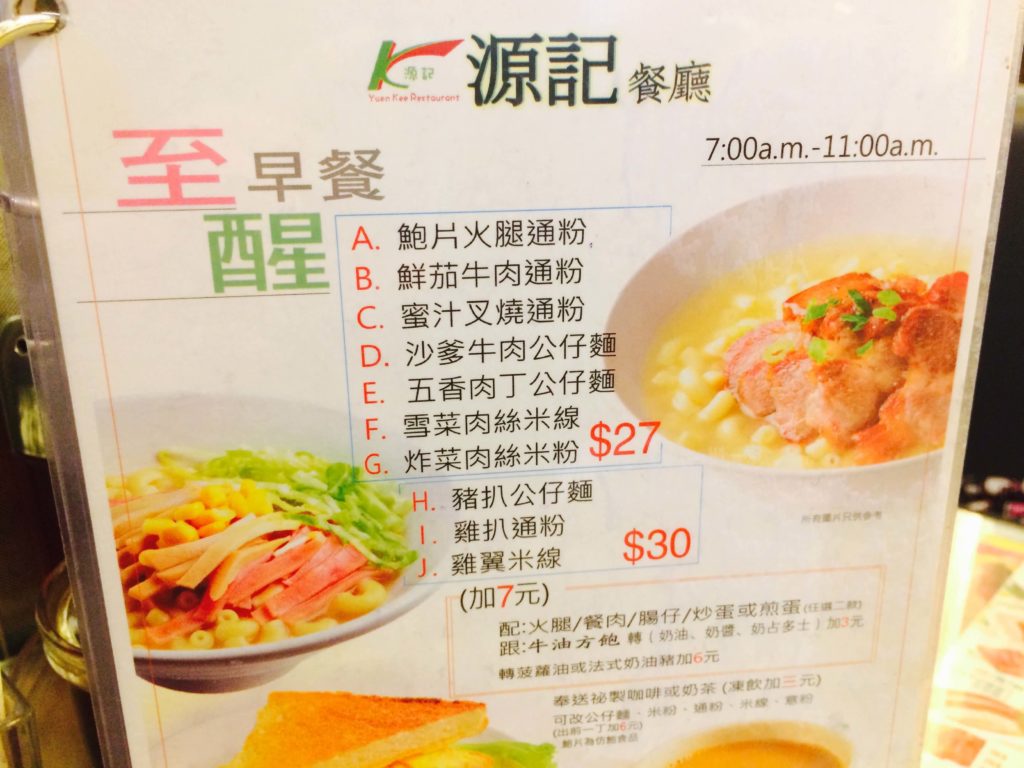 源記
Yuen Kee Restaurant
源記餐廳
7:00a.m.-11:00a.m.
至早餐
醒
A. 鮑片火腿通粉
B. 鮮茄牛肉通粉
C. 蜜汁叉燒通粉
D. 沙爹牛肉公仔麵
E. 五香肉丁公仔麵
F. 雪菜肉絲米線
G. 炸菜肉絲米粉 $27
H. 豬扒公仔麵
I. 雞扒通粉
J. 雞翼米線 $30
所有圖片只供參考
(加7元)
配:火腿/餐肉/腸仔/炒蛋或煎蛋(任選二款)
跟:牛油方包 轉（奶油、奶醬、奶占多士）加3元
轉菠蘿油或法式奶油豬加6元
奉送祕製咖啡或奶茶 (凍飲加三元)
可改公仔麵、米粉、通粉、米線、意粉
(出前一丁加6元)
鮑片為仿鮑食品